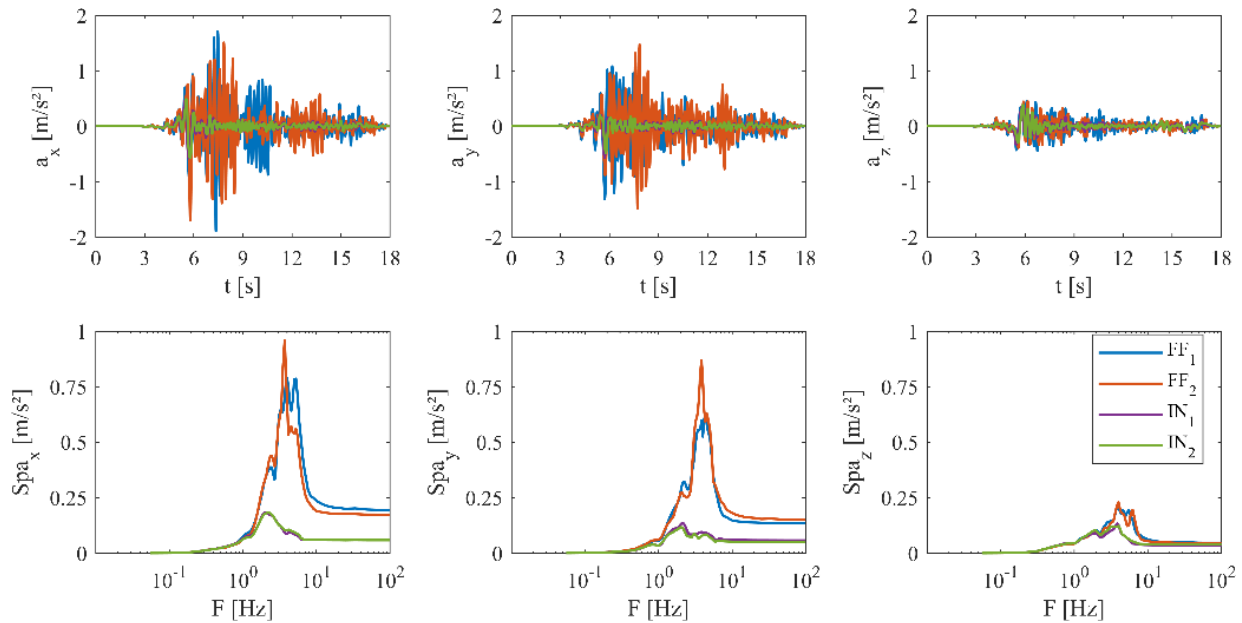 2
1
0
-1
-2
a_x [m/s²]
0 3 6 9 12 15 18
t [s]
2
1
0
-1
-2
a_y [m/s²]
0 3 6 9 12 15 18
t [s]
2
1
0
-1
-2
a_z [m/s²]
0 3 6 9 12 15 18
t [s]
1
0.75
0.5
0.25
0
Spa_x [m/s²]
10^-1 10^0 10^1 10^2
F [Hz]
1
0.75
0.5
0.25
0
Spa_y [m/s²]
10^-1 10^0 10^1 10^2
F [Hz]
1
0.75
0.5
0.25
0
Spa_z [m/s²]
10^-1 10^0 10^1 10^2
F [Hz]
FF_1
FF_2
IN_1
IN_2